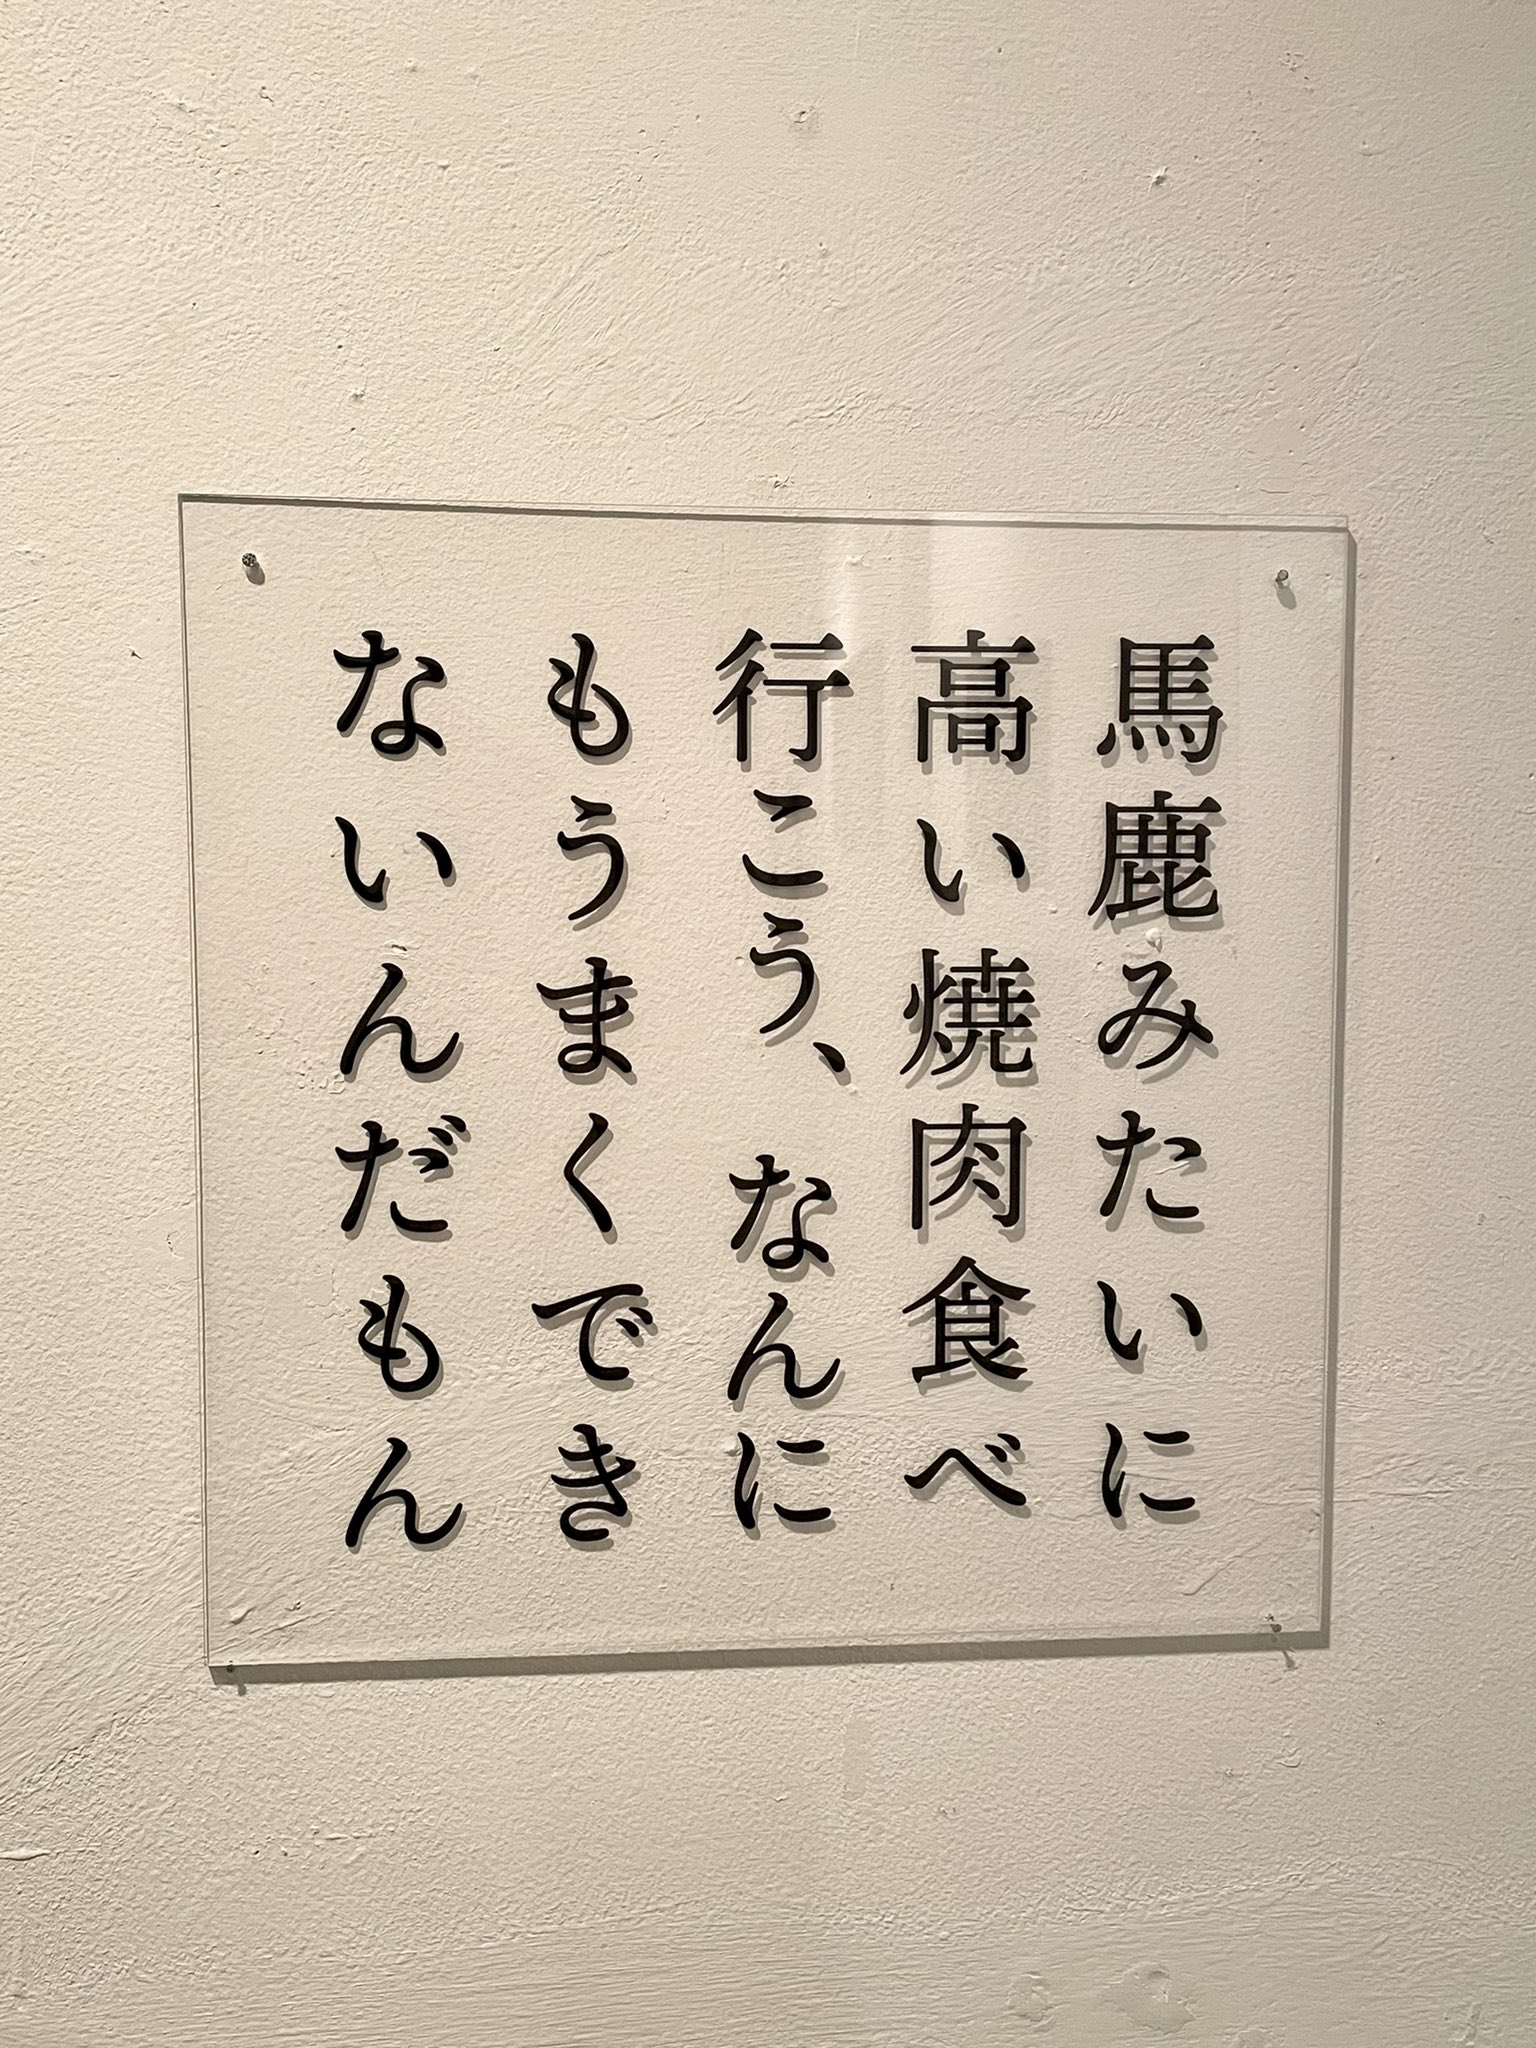 馬鹿みたいに
高い焼肉食べ
行こう、なんに
もうまくでき
ないんだもん